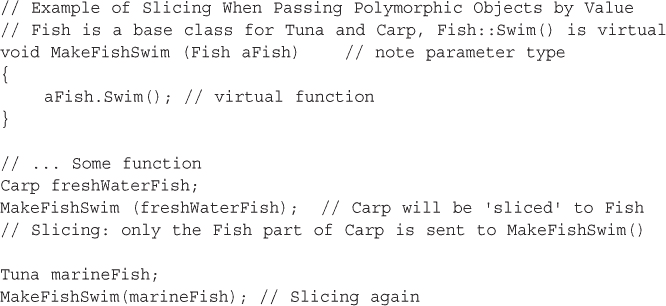 // Example of Slicing When Passing Polymorphic Objects by Value
// Fish is a base class for Tuna and Carp, Fish::Swim() is virtual
void MakeFishSwim (Fish aFish)    // note parameter type
{
    aFish.Swim(); // virtual function
}

// ... Some function
Carp freshWaterFish;
MakeFishSwim (freshWaterFish);  // Carp will be 'sliced' to Fish
// Slicing: only the Fish part of Carp is sent to MakeFishSwim()

Tuna marineFish;
MakeFishSwim(marineFish); // Slicing again